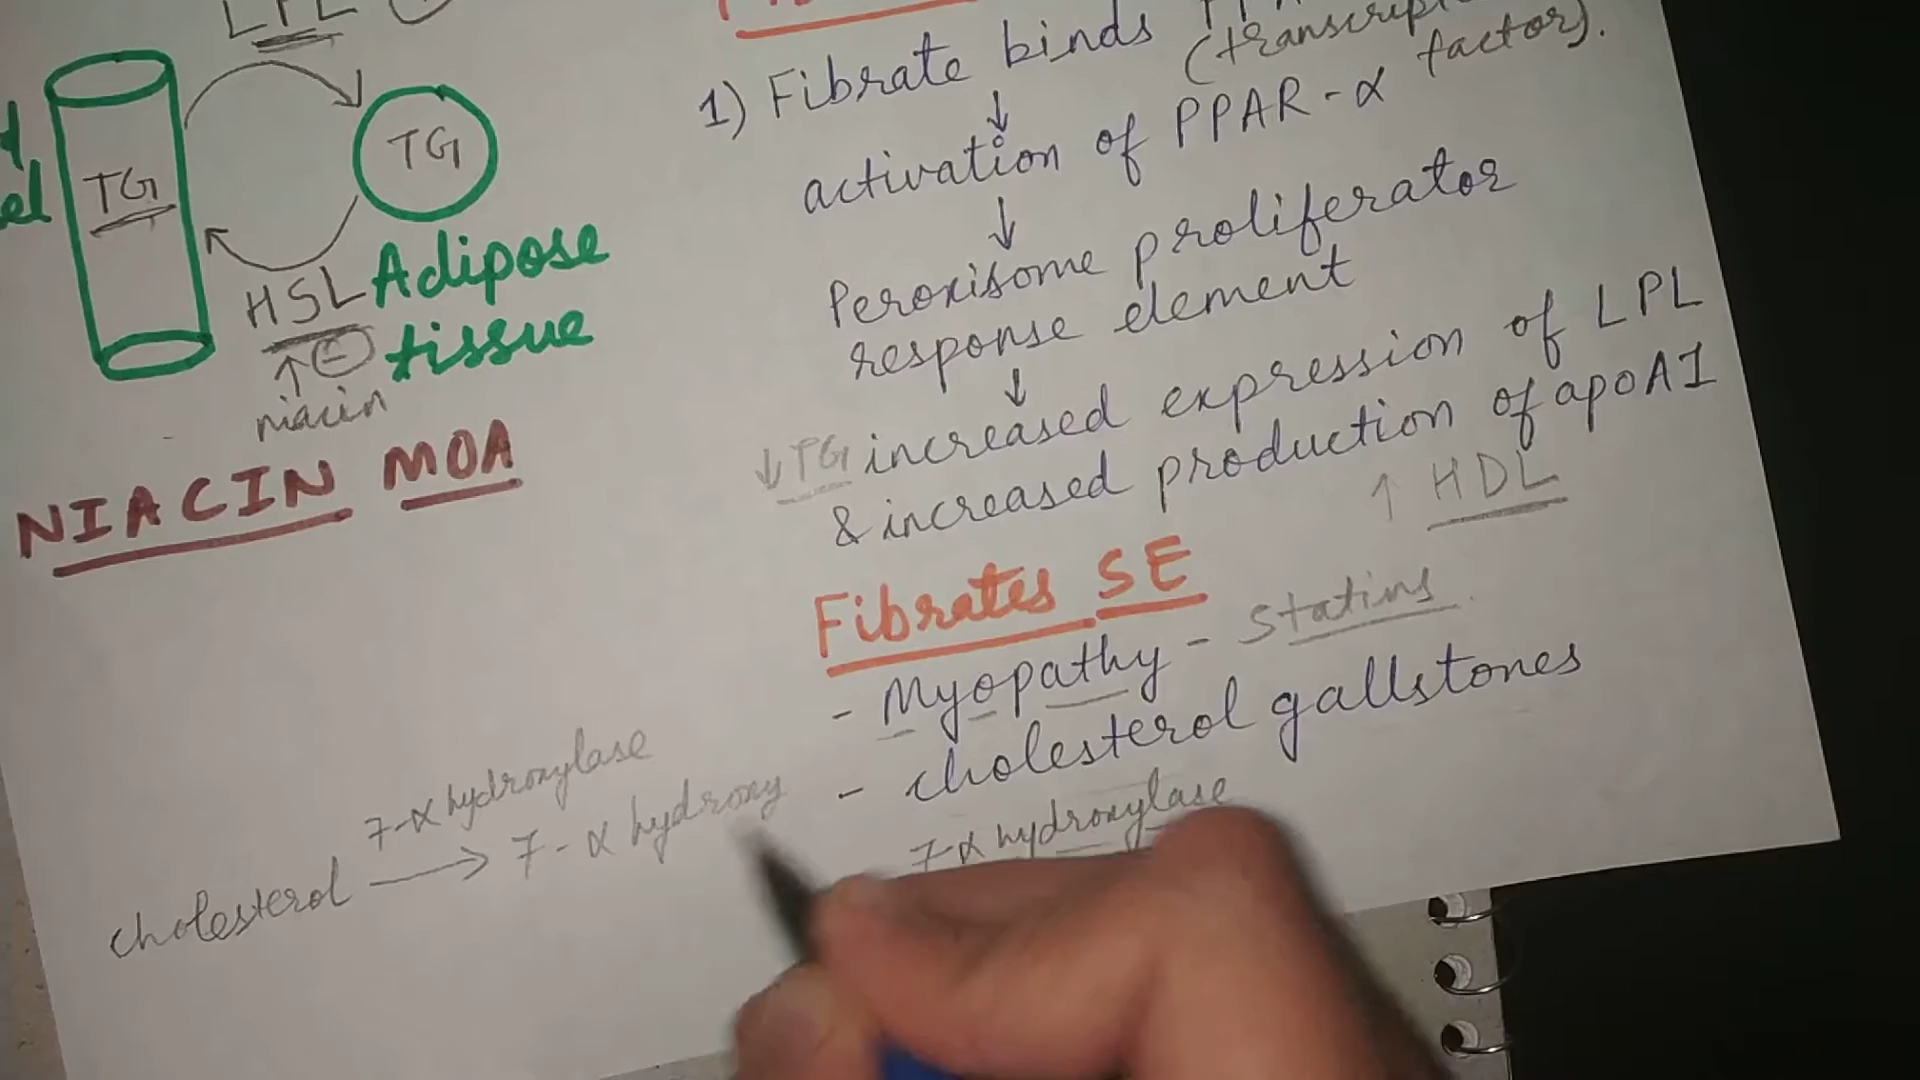 LPL
TG
TG
HSL Adipose
tissue
niacin
NIACIN MOA
1) Fibrate binds
(transcript
factor).
↓
activation of PPAR-α
↓
Peroxisome proliferator
response element
↓
↓TG increased expression of LPL
& increased production of apoA1
↑ HDL
Fibrates SE
- Myopathy - Statins
- cholesterol gallstones
7-α hydroxylase
7-α hydroxylase
cholesterol → 7-α hydroxy